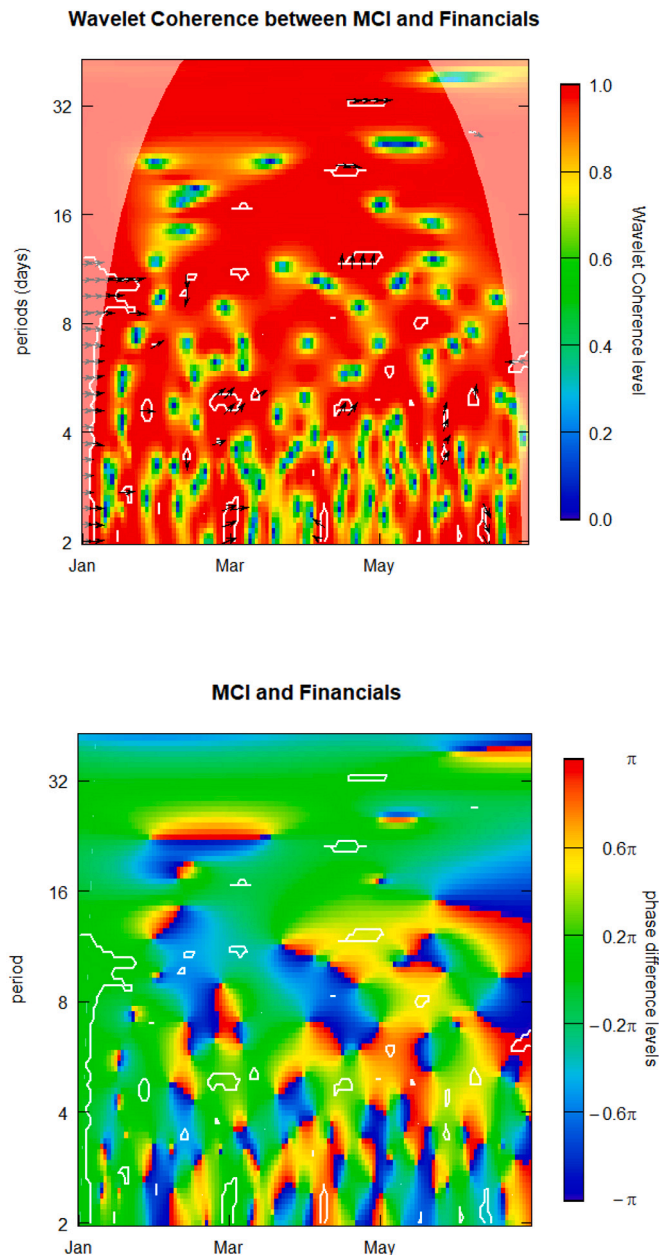 Wavelet Coherence between MCI and Financials
32
16
8
4
2
periods (days)
Jan
Mar
May
1.0
0.8
0.6
0.4
0.2
0.0
Wavelet Coherence level
MCI and Financials
32
16
8
4
2
period
Jan
Mar
May
π
0.6π
0.2π
−0.2π
−0.6π
−π
phase difference levels